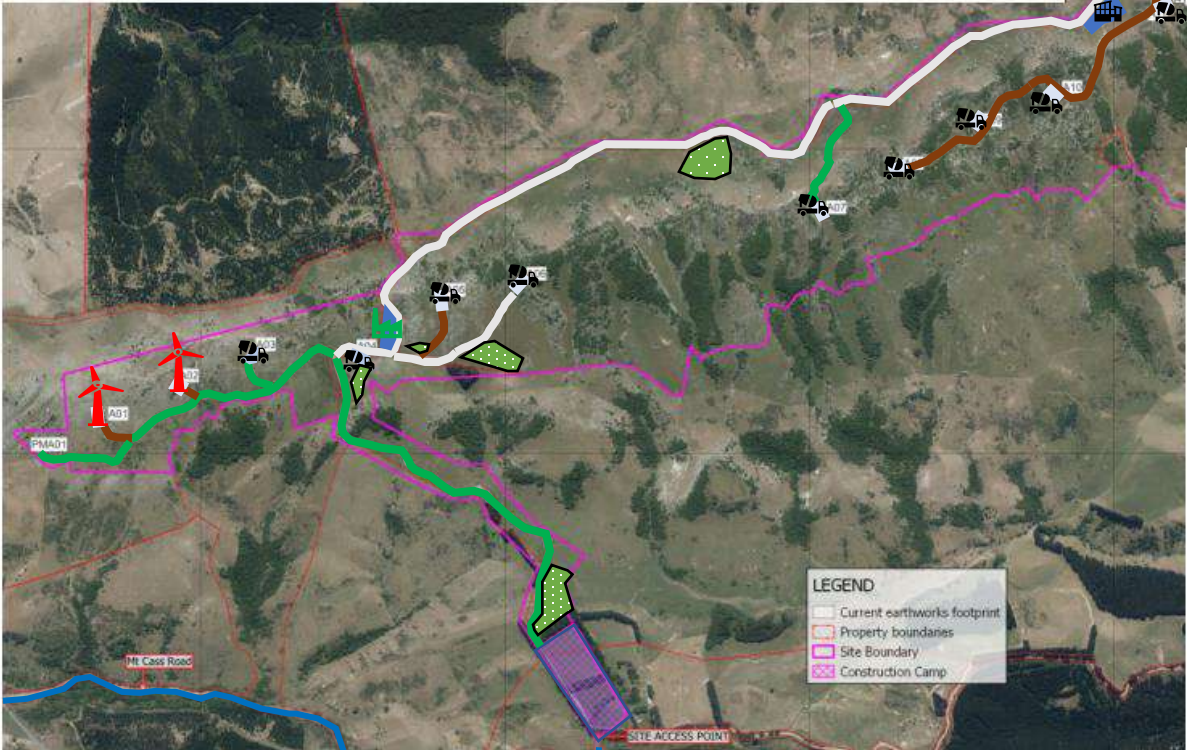 A10
A07
A03
A04
A02
A01
PMA01
LEGEND
Current earthworks footprint
Property boundaries
Site Boundary
Construction Camp
Mt Cass Road
SITE ACCESS POINT